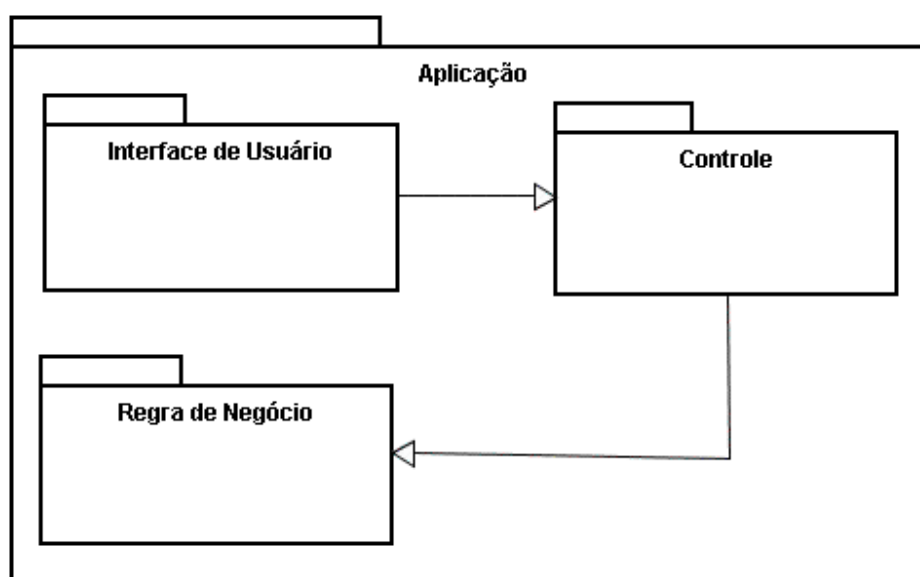 Aplicação
Interface de Usuário
Controle
Regra de Negócio